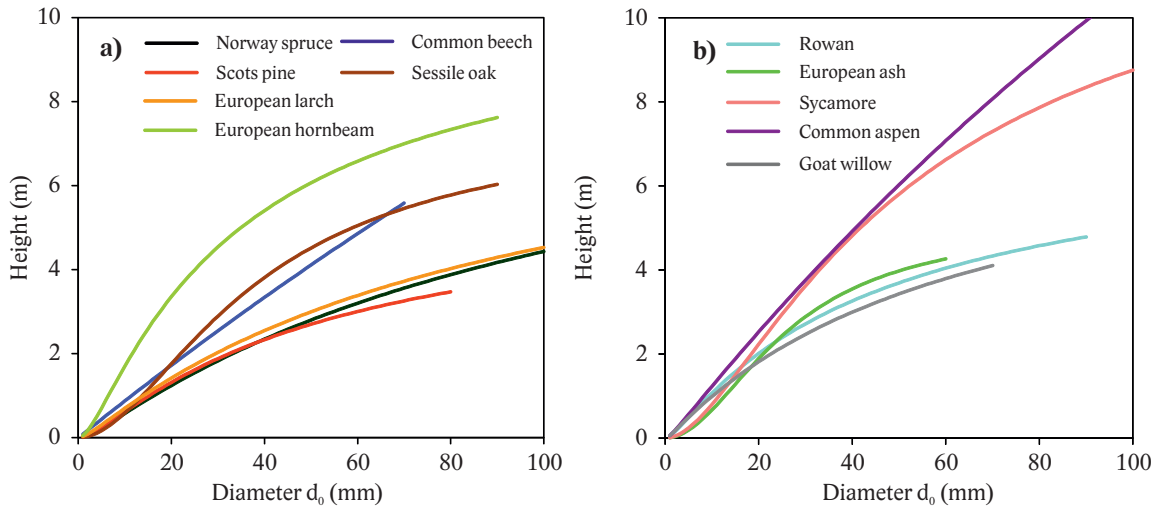 a)
Norway spruce
Scots pine
European larch
European hornbeam
Common beech
Sessile oak
Height (m)
10
8
6
4
2
0
0 20 40 60 80 100
Diameter d₀ (mm)
b)
Rowan
European ash
Sycamore
Common aspen
Goat willow
Height (m)
10
8
6
4
2
0
0 20 40 60 80 100
Diameter d₀ (mm)